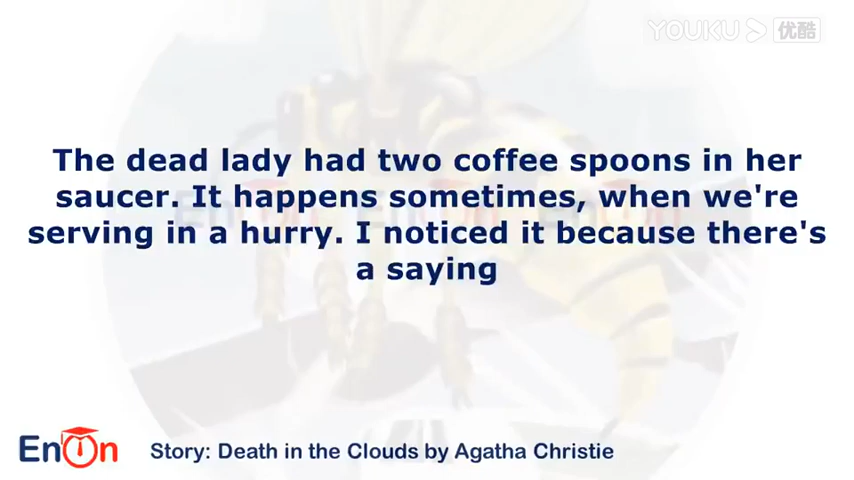 YOUKU 优酷
The dead lady had two coffee spoons in her
saucer. It happens sometimes, when we're
serving in a hurry. I noticed it because there's
a saying
EnOn
Story: Death in the Clouds by Agatha Christie